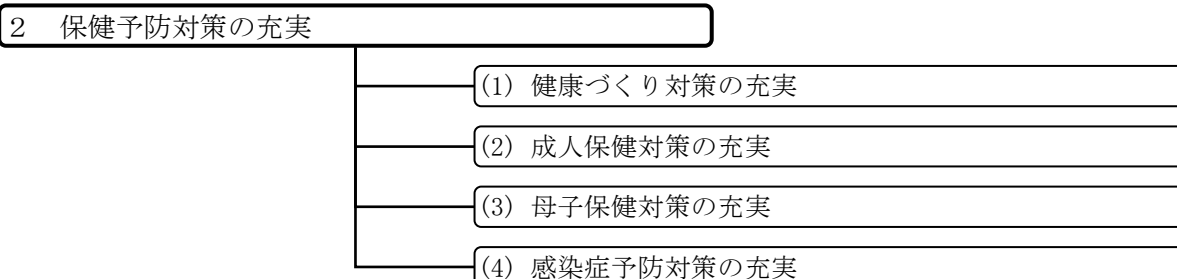 ２　保健予防対策の充実
(1) 健康づくり対策の充実
(2) 成人保健対策の充実
(3) 母子保健対策の充実
(4) 感染症予防対策の充実